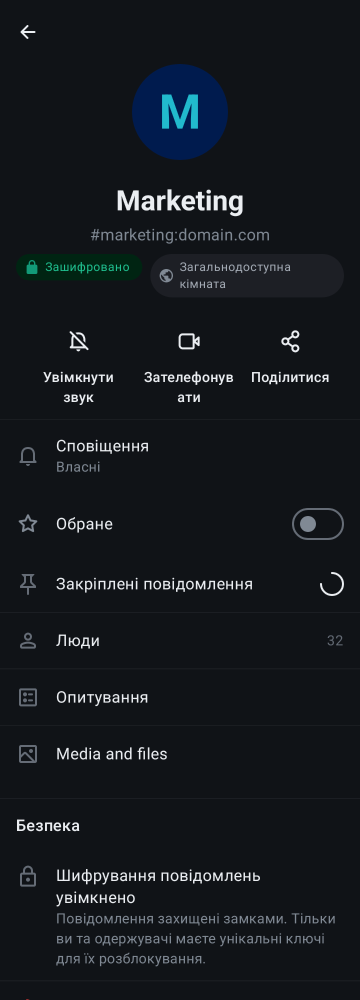 M
Marketing
#marketing:domain.com
Зашифровано
Загальнодоступна
кімната
Увімкнути
звук
Зателефонув
ати
Поділитися
Сповіщення
Власні
Обране
Закріплені повідомлення
Люди
32
Опитування
Media and files
Безпека
Шифрування повідомлень
увімкнено
Повідомлення захищені замками. Тільки
ви та одержувачі маєте унікальні ключі
для їх розблокування.